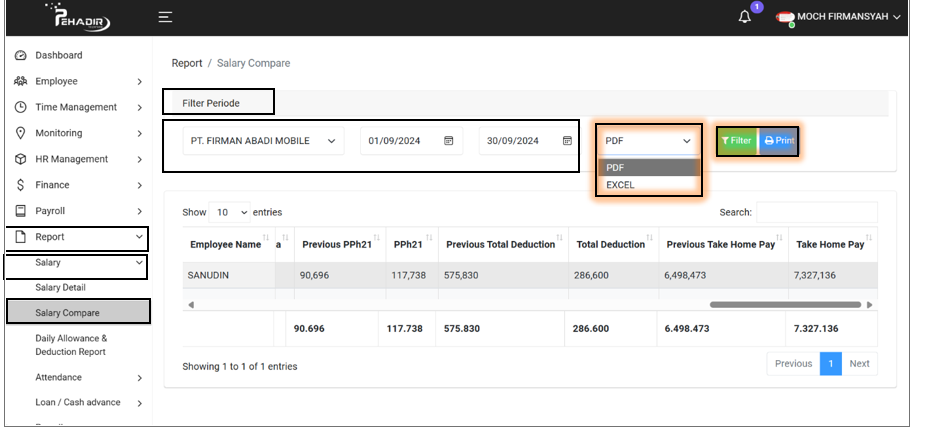 PEHADIR
1
MOCH FIRMANSYAH
Dashboard
Employee
Time Management
Monitoring
HR Management
Finance
Payroll
Report
Salary
Salary Detail
Salary Compare
Daily Allowance &
Deduction Report
Attendance
Loan / Cash advance
Report / Salary Compare
Filter Periode
PT. FIRMAN ABADI MOBILE 01/09/2024 30/09/2024 PDF Filter Print
PDF
EXCEL
Show 10 entries Search:
Employee Name a Previous PPh21 PPh21 Previous Total Deduction Total Deduction Previous Take Home Pay Take Home Pay
SANUDIN 90,696 117,738 575,830 286,600 6,498,473 7,327,136
90.696 117.738 575.830 286.600 6.498.473 7.327.136
Showing 1 to 1 of 1 entries Previous 1 Next